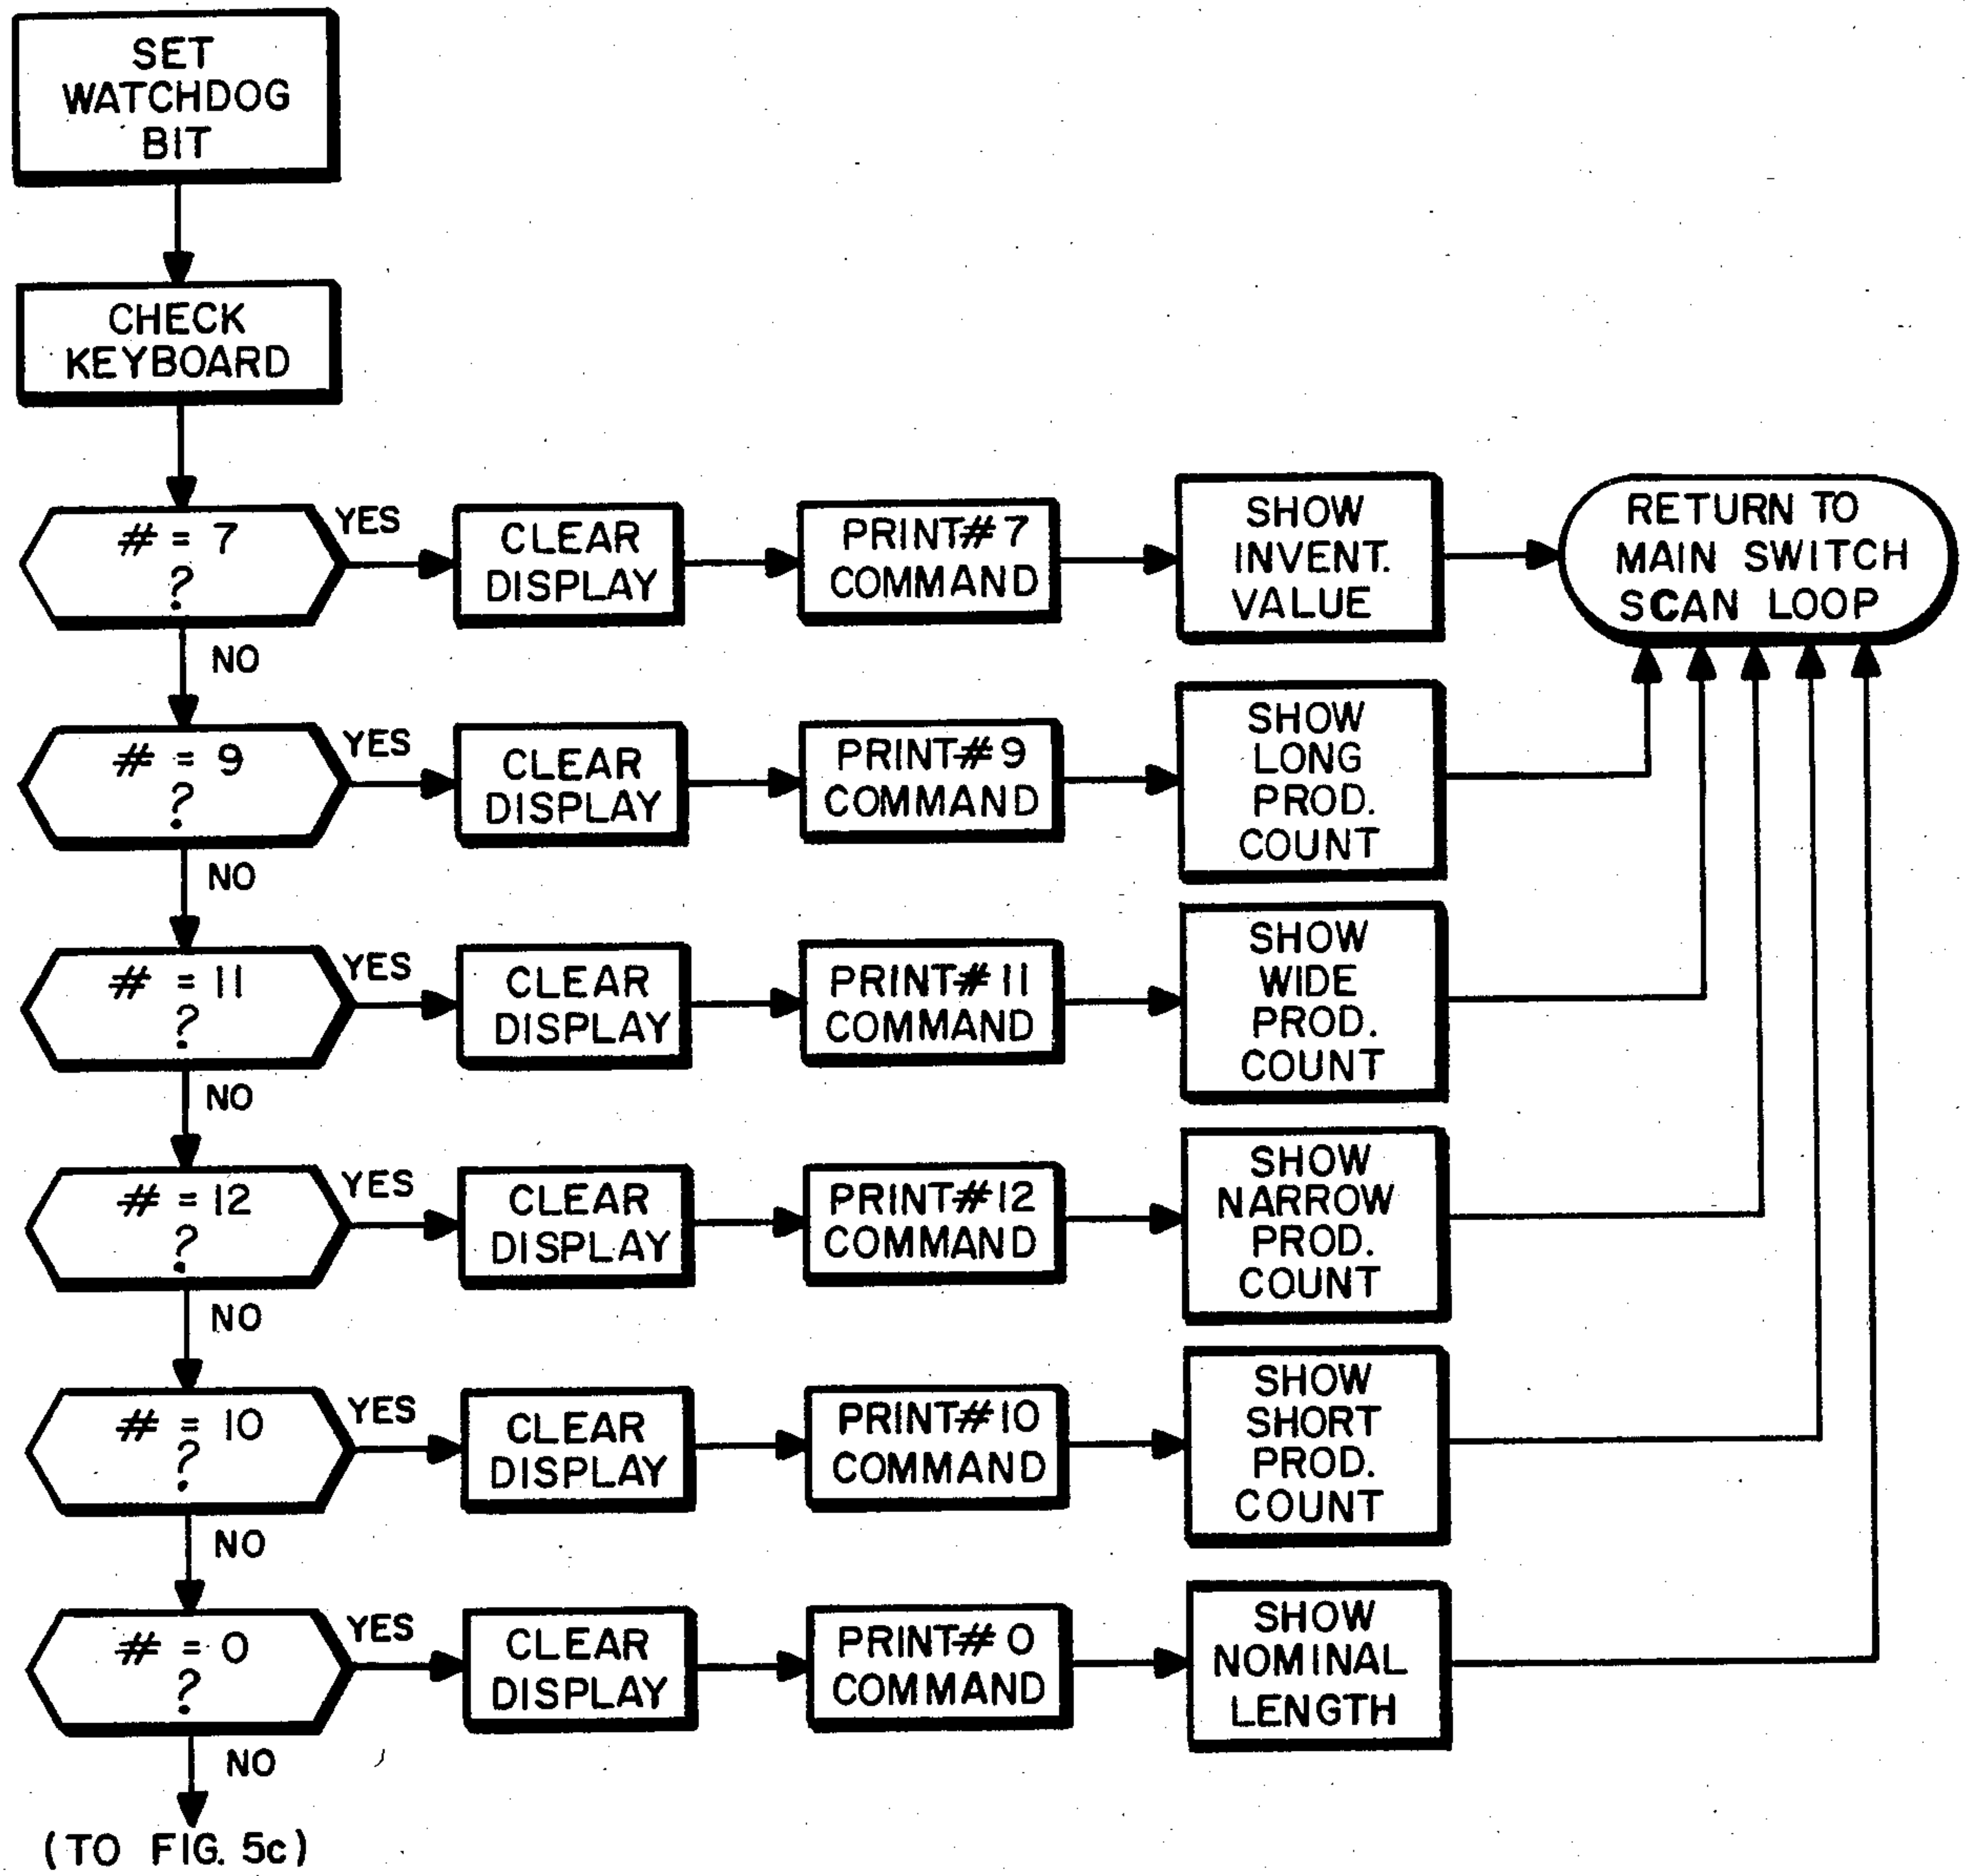 SET
WATCHDOG
BIT
CHECK
KEYBOARD
# = 7
?
YES
NO
CLEAR
DISPLAY
PRINT# 7
COMMAND
SHOW
INVENT.
VALUE
RETURN TO
MAIN SWITCH
SCAN LOOP
# = 9
?
YES
NO
CLEAR
DISPLAY
PRINT# 9
COMMAND
SHOW
LONG
PROD.
COUNT
# = 11
?
YES
NO
CLEAR
DISPLAY
PRINT# 11
COMMAND
SHOW
WIDE
PROD.
COUNT
# = 12
?
YES
NO
CLEAR
DISPLAY
PRINT# 12
COMMAND
SHOW
NARROW
PROD.
COUNT
# = 10
?
YES
NO
CLEAR
DISPLAY
PRINT# 10
COMMAND
SHOW
SHORT
PROD.
COUNT
# = 0
?
YES
NO
CLEAR
DISPLAY
PRINT# 0
COMMAND
SHOW
NOMINAL
LENGTH
(TO FIG. 5c)